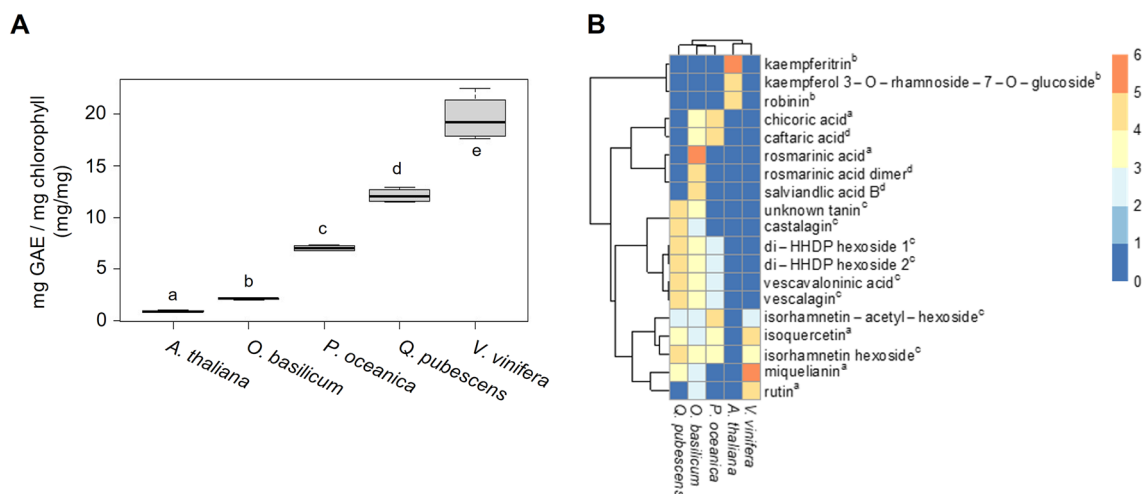 A
mg GAE / mg chlorophyll
(mg/mg)
20
15
10
5
0
a
b
c
d
e
A. thaliana
O. basilicum
P. oceanica
Q. pubescens
V. vinifera
B
kaempferitrinᵇ
kaempferol 3 – O – rhamnoside – 7 – O – glucosideᵇ
robininᵇ
chicoric acidᵃ
caftaric acidᵈ
rosmarinic acidᵃ
rosmarinic acid dimerᵈ
salviandlic acid Bᵈ
unknown taninᶜ
castalaginᶜ
di – HHDP hexoside 1ᶜ
di – HHDP hexoside 2ᶜ
vescavaloninic acidᶜ
vescalaginᶜ
isorhamnetin – acetyl – hexosideᶜ
isoquercetinᵃ
isorhamnetin hexosideᶜ
miquelianinᵃ
rutinᵃ
Q. pubescens
O. basilicum
P. oceanica
A. thaliana
V. vinifera
6
5
4
3
2
1
0